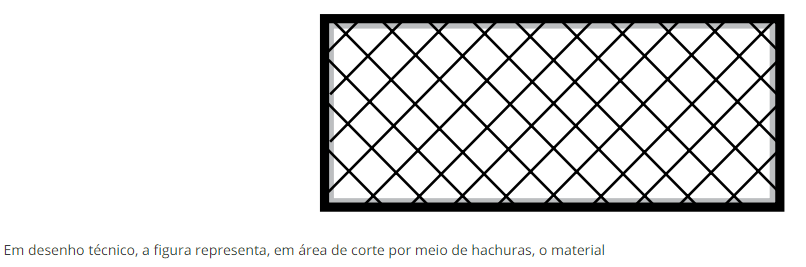 Em desenho técnico, a figura representa, em área de corte por meio de hachuras, o material